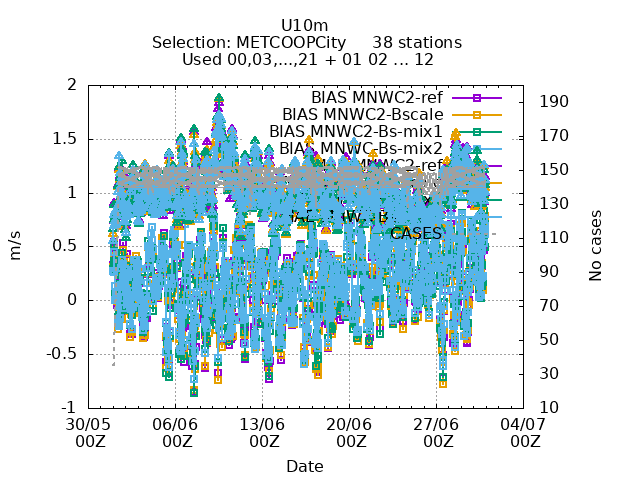 U10m
Selection: METCOOPCity 38 stations
Used 00,03,...,21 + 01 02 ... 12
BIAS MNWC2-ref
BIAS MNWC2-Bscale
BIAS MNWC2-Bs-mix1
BIAS MNWC-Bs-mix2
MNWC2-ref
CASES
2
1.5
1
0.5
0
-0.5
-1
190
170
150
130
110
90
70
50
30
10
m/s
No cases
30/05 06/06 13/06 20/06 27/06 04/07
00Z 00Z 00Z 00Z 00Z 00Z
Date